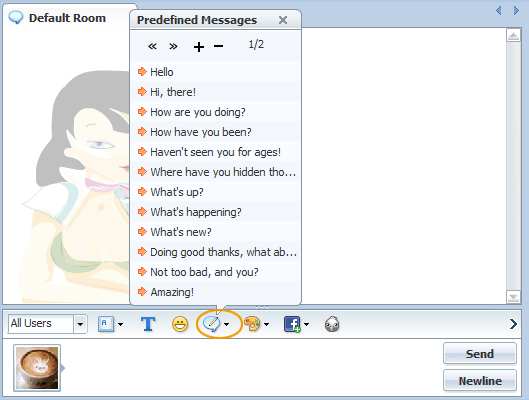 Default Room
Predefined Messages
« » + − 1/2
Hello
Hi, there!
How are you doing?
How have you been?
Haven't seen you for ages!
Where have you hidden tho...
What's up?
What's happening?
What's new?
Doing good thanks, what ab...
Not too bad, and you?
Amazing!
All Users
A
T
f
Send
Newline